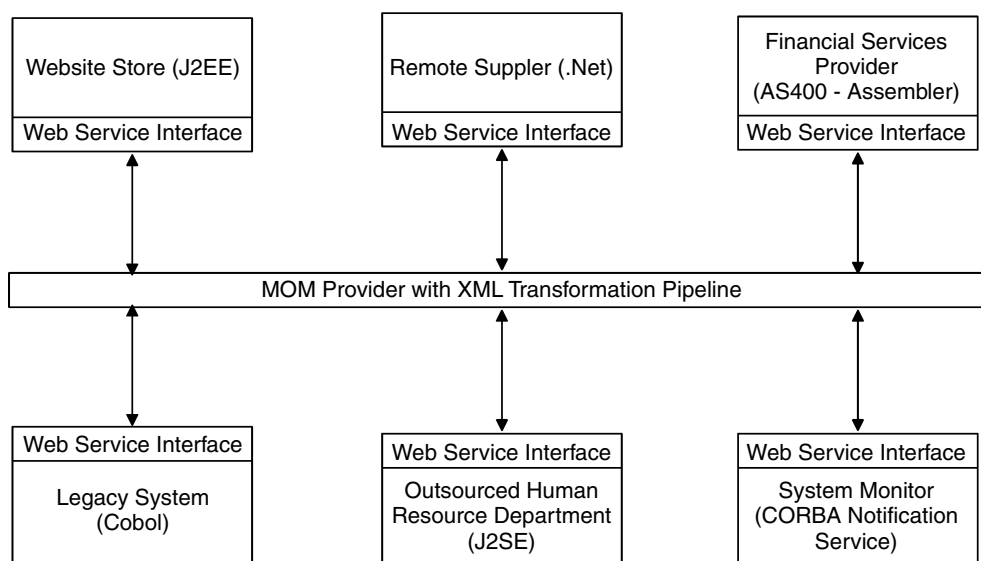 Website Store (J2EE)
Web Service Interface
Remote Suppler (.Net)
Web Service Interface
Financial Services
Provider
(AS400 - Assembler)
Web Service Interface
MOM Provider with XML Transformation Pipeline
Web Service Interface
Legacy System
(Cobol)
Web Service Interface
Outsourced Human
Resource Department
(J2SE)
Web Service Interface
System Monitor
(CORBA Notification
Service)